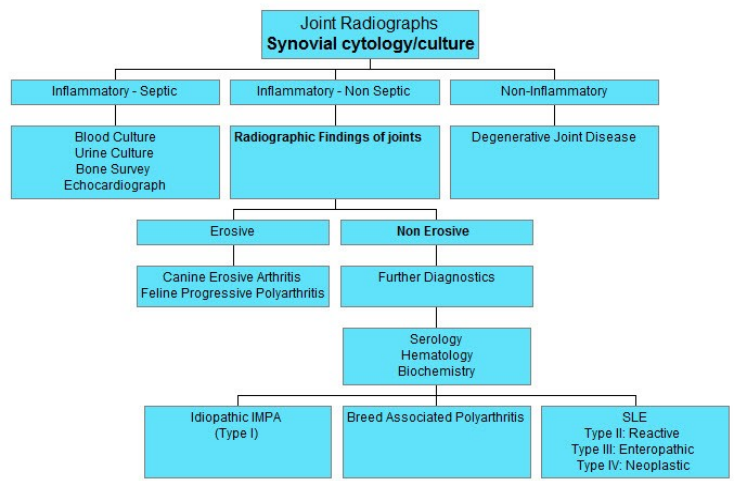 Joint Radiographs
Synovial cytology/culture
Inflammatory - Septic
Inflammatory - Non Septic
Non-Inflammatory
Blood Culture
Urine Culture
Bone Survey
Echocardiograph
Radiographic Findings of joints
Degenerative Joint Disease
Erosive
Non Erosive
Canine Erosive Arthritis
Feline Progressive Polyarthritis
Further Diagnostics
Serology
Hematology
Biochemistry
Idiopathic IMPA
(Type I)
Breed Associated Polyarthritis
SLE
Type II: Reactive
Type III: Enteropathic
Type IV: Neoplastic